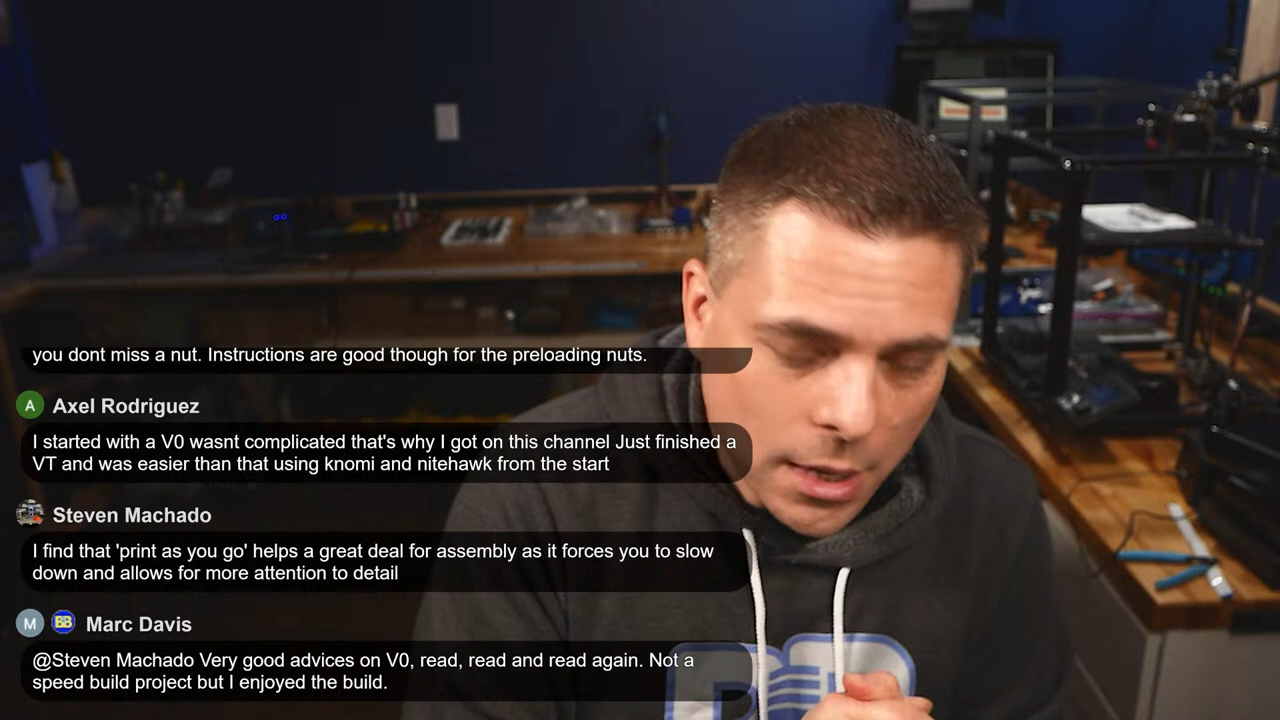 you dont miss a nut. Instructions are good though for the preloading nuts.
A Axel Rodriguez
I started with a V0 wasnt complicated that's why I got on this channel Just finished a
VT and was easier than that using knomi and nitehawk from the start
Steven Machado
I find that 'print as you go' helps a great deal for assembly as it forces you to slow
down and allows for more attention to detail
M BB Marc Davis
@Steven Machado Very good advices on V0, read, read and read again. Not a
speed build project but I enjoyed the build.